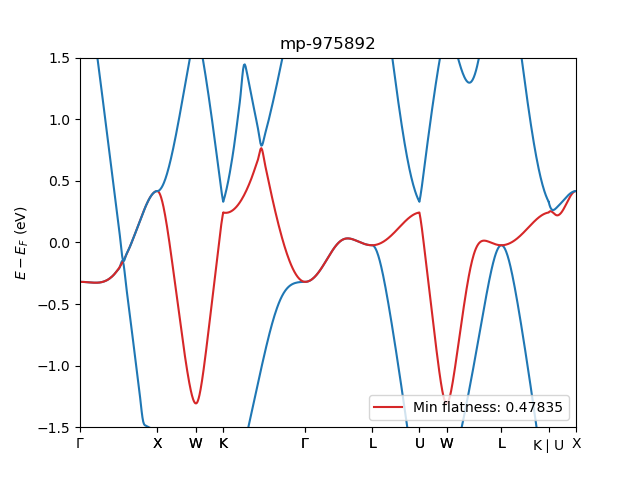 mp-975892
E − E_F (eV)
1.5
1.0
0.5
0.0
−0.5
−1.0
−1.5
Min flatness: 0.47835
Γ X W K Γ L U W L K | U X